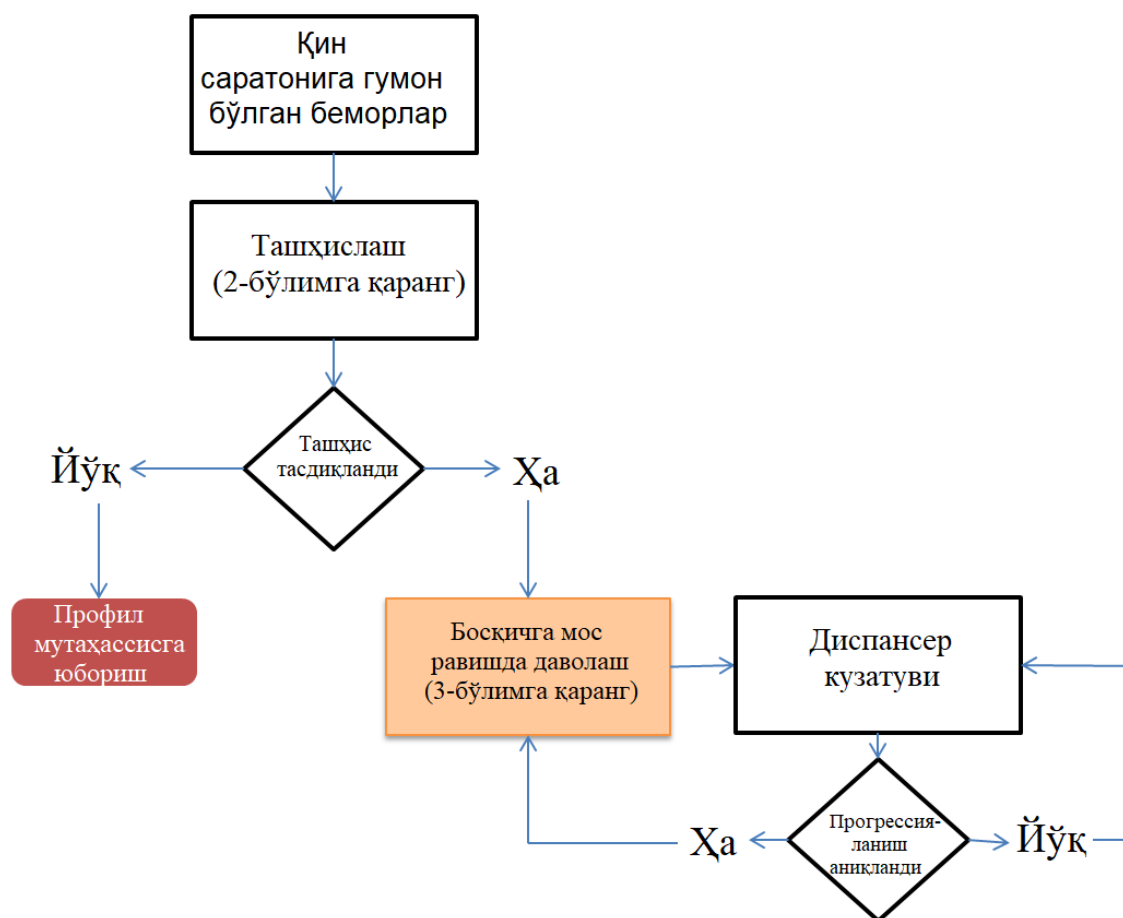 Қин
саратонига гумон
бўлган беморлар
Ташҳислаш
(2-бўлимга қаранг)
Ташҳис
тасдиқланди
Йўқ
Ҳа
Профил
мутаҳассисга
юбориш
Босқичга мос
равишда даволаш
(3-бўлимга қаранг)
Диспансер
кузатуви
Прогрессия-
ланиш
аниқланди
Ҳа
Йўқ